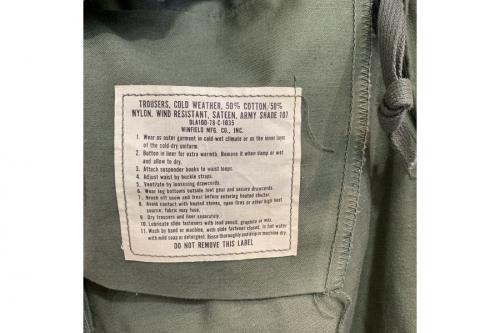 TROUSERS, COLD WEATHER, 50% COTTON/50%
NYLON, WIND RESISTANT, SATEEN, ARMY SHADE 107
DLA100-78-C-1035
WINFIELD MFG. CO., INC.
1. Wear as outer garment in cold-wet climate or as the inner layer
of the cold-dry uniform.
2. Button in liner for extra warmth. Remove it when damp or wet
and allow to dry.
3. Attach suspender hooks to waist loops.
4. Adjust waist by buckle straps.
5. Ventilate by loosening drawcords.
6. Wear leg bottoms outside foot gear and secure drawcords.
7. Brush off snow and frost before entering heated shelter.
8. Avoid contact with heated stoves, open fires or other high heat
source; fabric may fuse.
9. Dry trousers and liner separately.
10. Lubricate slide fasteners with lead pencil, graphite or wax.
11. Wash by hand or machine, with slide fastener closed, in hot water
with mild soap or detergent. Rinse thoroughly and drip or machine dry.
DO NOT REMOVE THIS LABEL